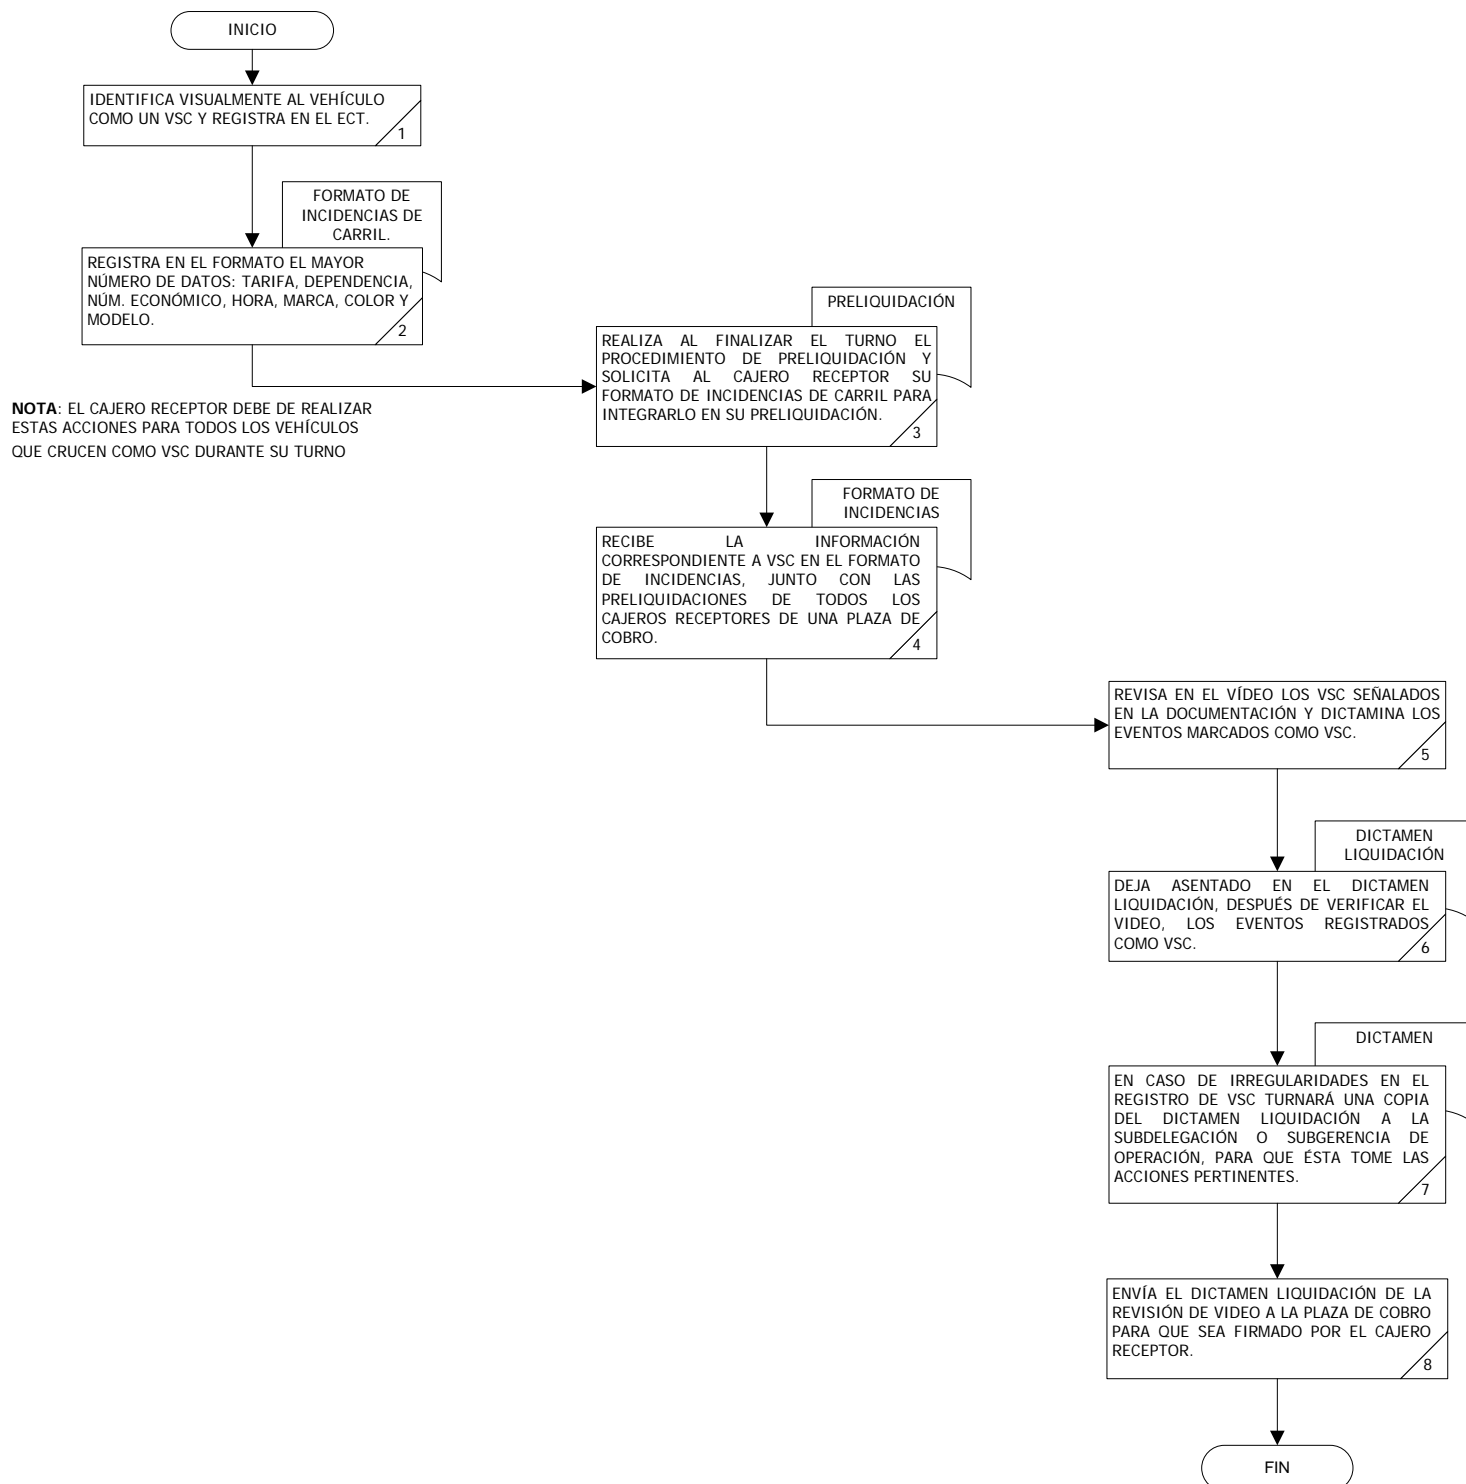 INICIO
IDENTIFICA VISUALMENTE AL VEHÍCULO
COMO UN VSC Y REGISTRA EN EL ECT.
1
FORMATO DE
INCIDENCIAS DE
CARRIL.
REGISTRA EN EL FORMATO EL MAYOR
NÚMERO DE DATOS: TARIFA, DEPENDENCIA,
NÚM. ECONÓMICO, HORA, MARCA, COLOR Y
MODELO.
2
NOTA: EL CAJERO RECEPTOR DEBE DE REALIZAR
ESTAS ACCIONES PARA TODOS LOS VEHÍCULOS
QUE CRUCEN COMO VSC DURANTE SU TURNO
PRELIQUIDACIÓN
REALIZA AL FINALIZAR EL TURNO EL
PROCEDIMIENTO DE PRELIQUIDACIÓN Y
SOLICITA AL CAJERO RECEPTOR SU
FORMATO DE INCIDENCIAS DE CARRIL PARA
INTEGRARLO EN SU PRELIQUIDACIÓN.
3
FORMATO DE
INCIDENCIAS
RECIBE LA INFORMACIÓN
CORRESPONDIENTE A VSC EN EL FORMATO
DE INCIDENCIAS, JUNTO CON LAS
PRELIQUIDACIONES DE TODOS LOS
CAJEROS RECEPTORES DE UNA PLAZA DE
COBRO.
4
REVISA EN EL VÍDEO LOS VSC SEÑALADOS
EN LA DOCUMENTACIÓN Y DICTAMINA LOS
EVENTOS MARCADOS COMO VSC.
5
DICTAMEN
LIQUIDACIÓN
DEJA ASENTADO EN EL DICTAMEN
LIQUIDACIÓN, DESPUÉS DE VERIFICAR EL
VIDEO, LOS EVENTOS REGISTRADOS
COMO VSC.
6
DICTAMEN
EN CASO DE IRREGULARIDADES EN EL
REGISTRO DE VSC TURNARÁ UNA COPIA
DEL DICTAMEN LIQUIDACIÓN A LA
SUBDELEGACIÓN O SUBGERENCIA DE
OPERACIÓN, PARA QUE ÉSTA TOME LAS
ACCIONES PERTINENTES.
7
ENVÍA EL DICTAMEN LIQUIDACIÓN DE LA
REVISIÓN DE VIDEO A LA PLAZA DE COBRO
PARA QUE SEA FIRMADO POR EL CAJERO
RECEPTOR.
8
FIN